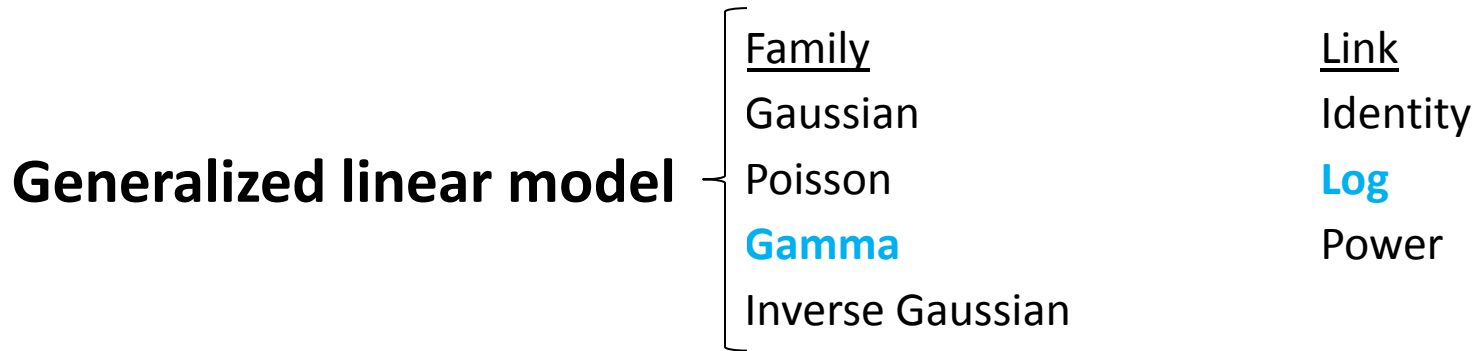 Generalized linear model
Family
Gaussian
Poisson
Gamma
Inverse Gaussian
Link
Identity
Log
Power